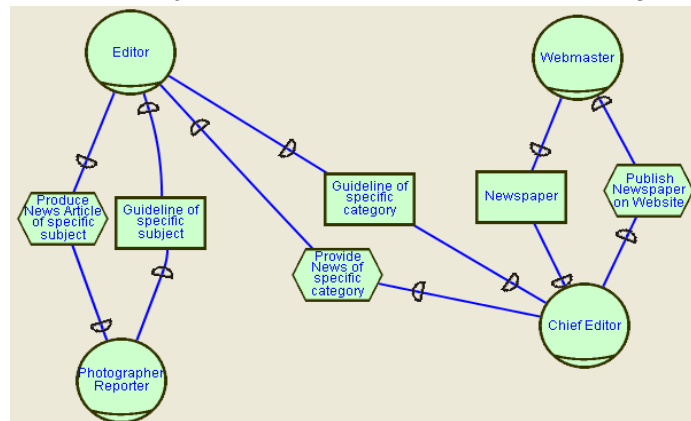 Editor
Webmaster
Produce
News Article
of specific
subject
Guideline of
specific
subject
Guideline of
specific
category
Newspaper
Publish
Newspaper
on Website
Provide
News of
specific
category
Chief Editor
Photographer
Reporter